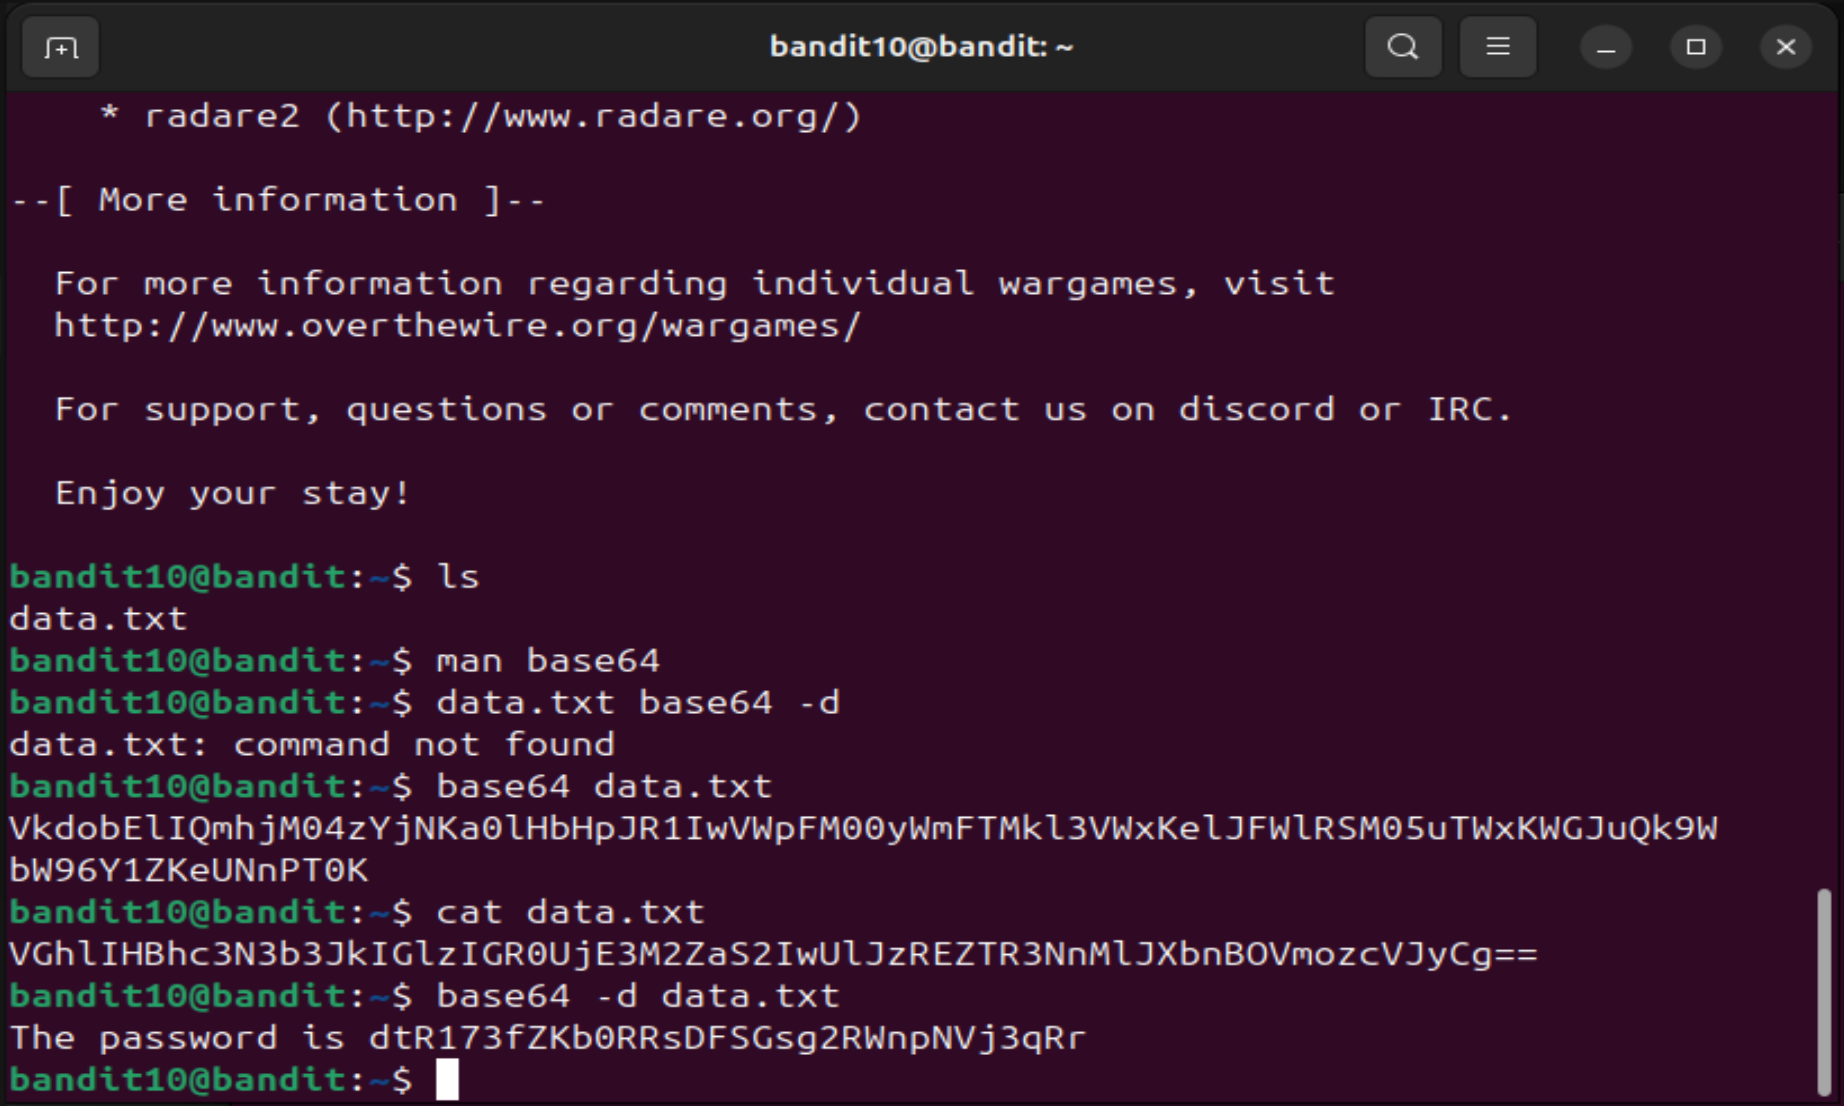 bandit10@bandit: ~
* radare2 (http://www.radare.org/)
--[ More information ]--
For more information regarding individual wargames, visit
http://www.overthewire.org/wargames/
For support, questions or comments, contact us on discord or IRC.
Enjoy your stay!
bandit10@bandit:~$ ls
data.txt
bandit10@bandit:~$ man base64
bandit10@bandit:~$ data.txt base64 -d
data.txt: command not found
bandit10@bandit:~$ base64 data.txt
VkdobElIQmhjM04zYjNKa0lHbHpJR1IwVWpFM00yWmFTMkl3VWxKelJFWlRSM05uTWxKWGJuQk9W
bW96Y1ZKeUNnPT0K
bandit10@bandit:~$ cat data.txt
VGhlIHBhc3N3b3JkIGlzIGR0UjE3M2ZaS2IwUlJzREZTR3NnMlJXbnBOVmozcVJyCg==
bandit10@bandit:~$ base64 -d data.txt
The password is dtR173fZKb0RRsDFSGsg2RWnpNVj3qRr
bandit10@bandit:~$